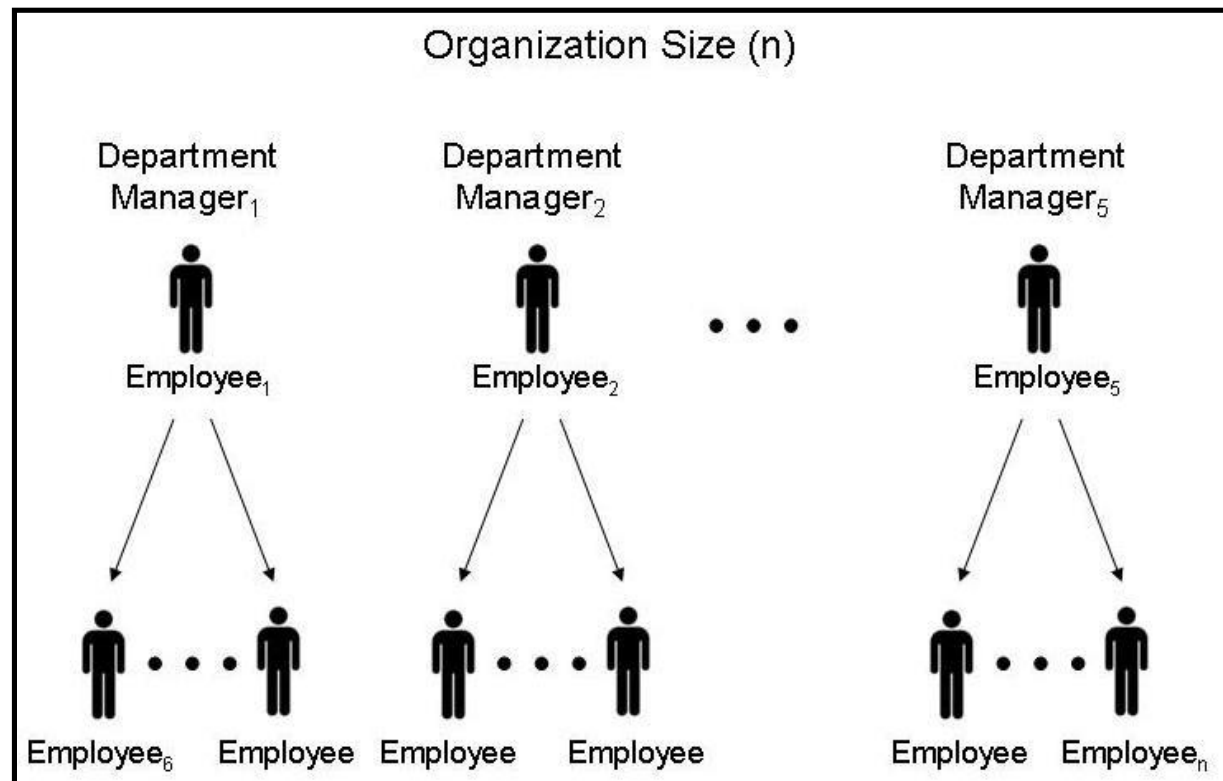 Organization Size (n)
Department Manager₁
Department Manager₂
Department Manager₅
Employee₁
Employee₂
Employee₅
Employee₆
Employee
Employee
Employee
Employee
Employeeₙ